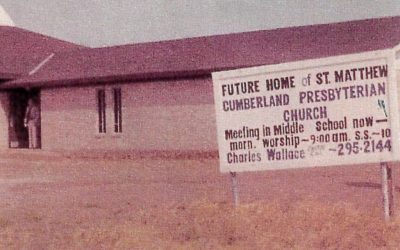 FUTURE HOME of ST. MATTHEW
CUMBERLAND PRESBYTERIAN
CHURCH
Meeting in Middle School now—
morn. worship~9:00 am. S.S.~10
Charles Wallace ~295-2144